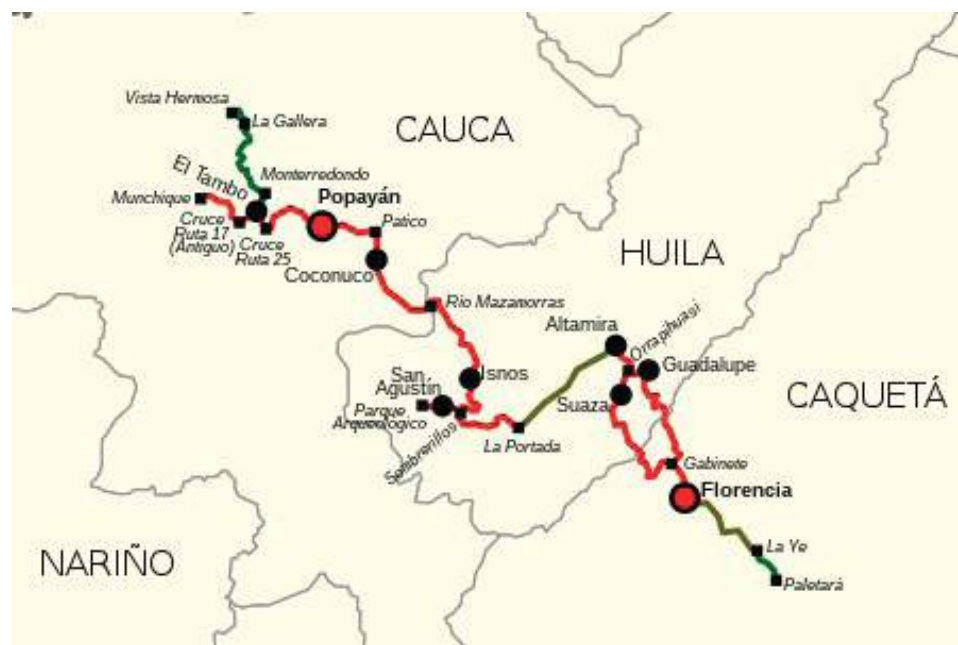 Vista Hermosa
La Gallera
CAUCA
El Tambo
Monterredondo
Munchique
Popayán
Cruce
Ruta 17
(Antiguo)
Cruce
Ruta 25
Patico
Coconuco
HUILA
Río Mazamorras
Altamira
Orrapihuasi
Guadalupe
San
Agustín
Isnos
CAQUETÁ
Suaza
Parque
Arqueológico
Sombrerillos
La Portada
Gabinete
Florencia
NARIÑO
La Ye
Paletará